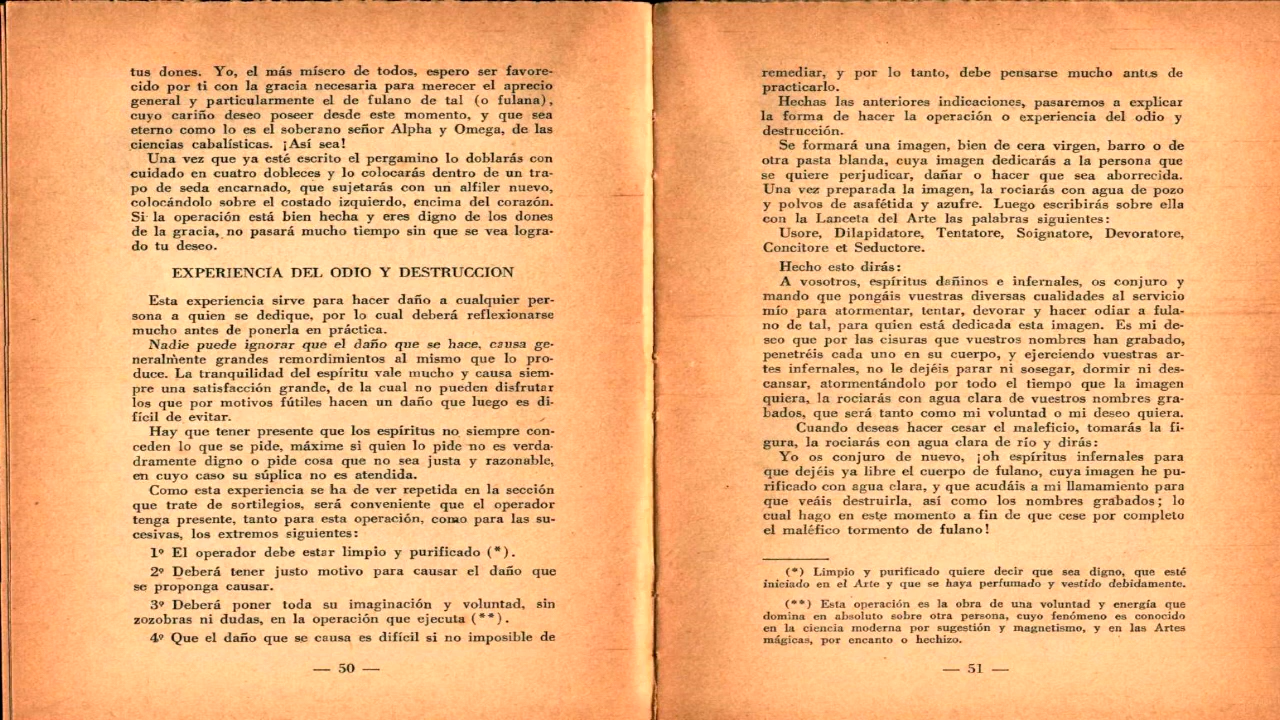 tus dones. Yo, el más mísero de todos, espero ser favore-
cido por ti con la gracia necesaria para merecer el aprecio
general y particularmente el de fulano de tal (o fulana),
cuyo cariño deseo poseer desde este momento, y que sea
eterno como lo es el soberano señor Alpha y Omega, de las
ciencias cabalísticas. ¡Así sea!
Una vez que ya esté escrito el pergamino lo doblarás con
cuidado en cuatro dobleces y lo colocarás dentro de un tra-
po de seda encarnado, que sujetarás con un alfiler nuevo,
colocándolo sobre el costado izquierdo, encima del corazón.
Si la operación está bien hecha y eres digno de los dones
de la gracia, no pasará mucho tiempo sin que se vea logra-
do tu deseo.
EXPERIENCIA DEL ODIO Y DESTRUCCION
Esta experiencia sirve para hacer daño a cualquier per-
sona a quien se dedique, por lo cual deberá reflexionarse
mucho antes de ponerla en práctica.
Nadie puede ignorar que el daño que se hace, causa ge-
neralmente grandes remordimientos al mismo que lo pro-
duce. La tranquilidad del espíritu vale mucho y causa siem-
pre una satisfacción grande, de la cual no pueden disfrutar
los que por motivos fútiles hacen un daño que luego es di-
fícil de evitar.
Hay que tener presente que los espíritus no siempre con-
ceden lo que se pide, máxime si quien lo pide no es verda-
dramente digno o pide cosa que no sea justa y razonable,
en cuyo caso su súplica no es atendida.
Como esta experiencia se ha de ver repetida en la sección
que trate de sortilegios, será conveniente que el operador
tenga presente, tanto para esta operación, como para las su-
cesivas, los extremos siguientes:
1º El operador debe estar limpio y purificado (*).
2º Deberá tener justo motivo para causar el daño que
se proponga causar.
3º Deberá poner toda su imaginación y voluntad, sin
zozobras ni dudas, en la operación que ejecuta (**).
4º Que el daño que se causa es difícil si no imposible de
— 50 —
remediar, y por lo tanto, debe pensarse mucho antes de
practicarlo.
Hechas las anteriores indicaciones, pasaremos a explicar
la forma de hacer la operación o experiencia del odio y
destrucción.
Se formará una imagen, bien de cera virgen, barro o de
otra pasta blanda, cuya imagen dedicarás a la persona que
se quiere perjudicar, dañar o hacer que sea aborrecida.
Una vez preparada la imagen, la rociarás con agua de pozo
y polvos de asafétida y azufre. Luego escribirás sobre ella
con la Lanceta del Arte las palabras siguientes:
Usore, Dilapidatore, Tentatore, Soignatore, Devoratre,
Concitore et Seductore.
Hecho esto dirás:
A vosotros, espíritus dañinos e infernales, os conjuro y
mando que pongáis vuestras diversas cualidades al servicio
mío para atormentar, tentar, devorar y hacer odiar a fula-
no de tal, para quien está dedicada esta imagen. Es mi de-
seo que por las cisuras que vuestros nombres han grabado,
penetréis cada uno en su cuerpo, y ejerciendo vuestras ar-
tes infernales, no le dejéis parar ni sosegar, dormir ni des-
cansar, atormentándolo por todo el tiempo que la imagen
quiera, la rociarás con agua clara de vuestros nombres gra-
bados, que será tanto como mi voluntad o mi deseo quiera.
Cuando deseas hacer cesar el maleficio, tomarás la fi-
gura, la rociarás con agua clara de río y dirás:
Yo os conjuro de nuevo, ¡oh espíritus infernales para
que dejéis ya libre el cuerpo de fulano, cuya imagen he pu-
rificado con agua clara, y que acudáis a mi llamamiento para
que veáis destruirla, así como los nombres grabados; lo
cual hago en este momento a fin de que cese por completo
el maléfico tormento de fulano!
(*) Limpio y purificado quiere decir que sea digno, que esté
iniciado en el Arte y que se haya perfumado y vestido debidamente.
(**) Esta operación es la obra de una voluntad y energía que
domina en absoluto sobre otra persona, cuyo fenómeno es conocido
en la ciencia moderna por sugestión y magnetismo, y en las Artes
mágicas, por encanto o hechizo.
— 51 —